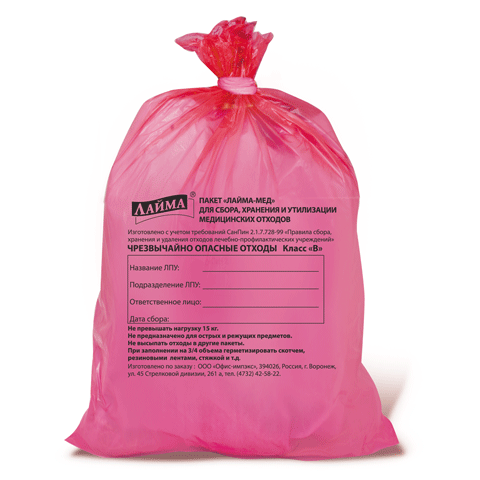 ЛАЙМА®
ПАКЕТ «ЛАЙМА-МЕД»
ДЛЯ СБОРА, ХРАНЕНИЯ И УТИЛИЗАЦИИ
МЕДИЦИНСКИХ ОТХОДОВ
Изготовлено с учетом требований СанПин 2.1.7.728-99 «Правила сбора,
хранения и удаления отходов лечебно-профилактических учреждений»
ЧРЕЗВЫЧАЙНО ОПАСНЫЕ ОТХОДЫ Класс «В»
Название ЛПУ:
Подразделение ЛПУ:
Ответственное лицо:
Дата сбора:
Не превышать нагрузку 15 кг.
Не предназначено для острых и режущих предметов.
Не высыпать отходы в другие пакеты.
При заполнении на 3/4 объема герметизировать скотчем,
резиновыми лентами, стяжкой и т.д.
Изготовлено по заказу: ООО «Офис-импэкс», 394026, Россия, г. Воронеж,
ул. 45 Стрелковой дивизии, 261 а, тел. (4732) 42-58-22.